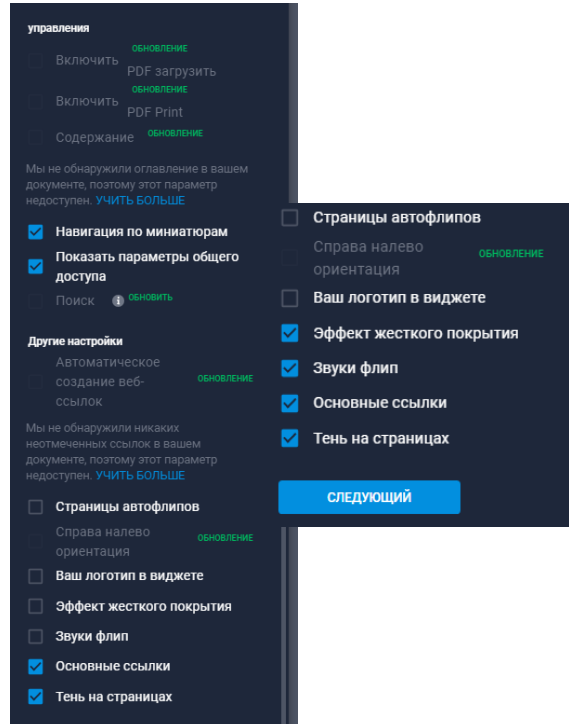 управления
ОБНОВЛЕНИЕ
Включить
PDF загрузить
ОБНОВЛЕНИЕ
Включить
PDF Print
Содержание ОБНОВЛЕНИЕ
Мы не обнаружили оглавление в вашем
документе, поэтому этот параметр
недоступен. УЧИТЬ БОЛЬШЕ
Навигация по миниатюрам
Показать параметры общего
доступа
Поиск i ОБНОВИТЬ
Другие настройки
Автоматическое
создание веб- ОБНОВЛЕНИЕ
ссылок
Мы не обнаружили никаких
неотмеченных ссылок в вашем
документе, поэтому этот параметр
недоступен. УЧИТЬ БОЛЬШЕ
Страницы автофлипов
Справа налево ОБНОВЛЕНИЕ
ориентация
Ваш логотип в виджете
Эффект жесткого покрытия
Звуки флип
Основные ссылки
Тень на страницах
Страницы автофлипов
Справа налево ОБНОВЛЕНИЕ
ориентация
Ваш логотип в виджете
Эффект жесткого покрытия
Звуки флип
Основные ссылки
Тень на страницах
СЛЕДУЮЩИЙ